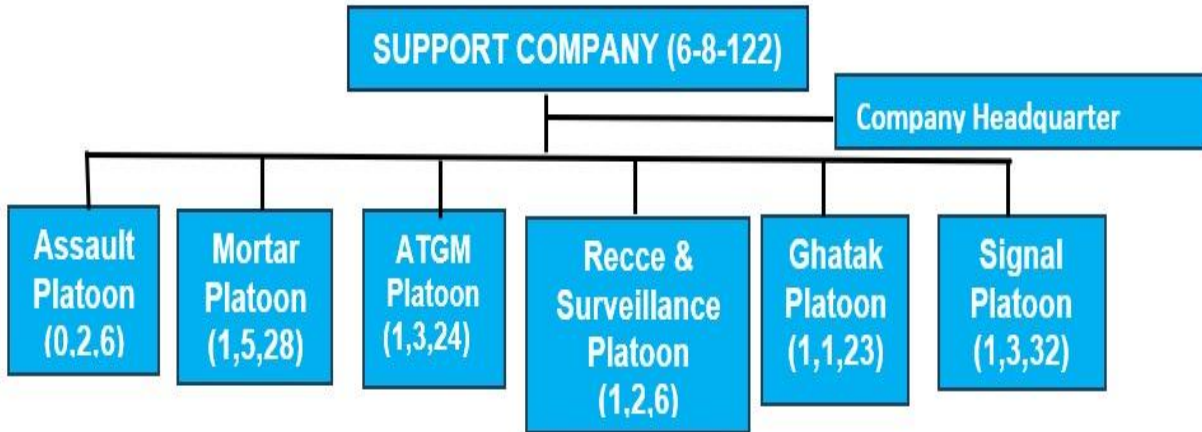 SUPPORT COMPANY (6-8-122)
Company Headquarter
Assault
Platoon
(0,2,6)
Mortar
Platoon
(1,5,28)
ATGM
Platoon
(1,3,24)
Recce &
Surveillance
Platoon
(1,2,6)
Ghatak
Platoon
(1,1,23)
Signal
Platoon
(1,3,32)